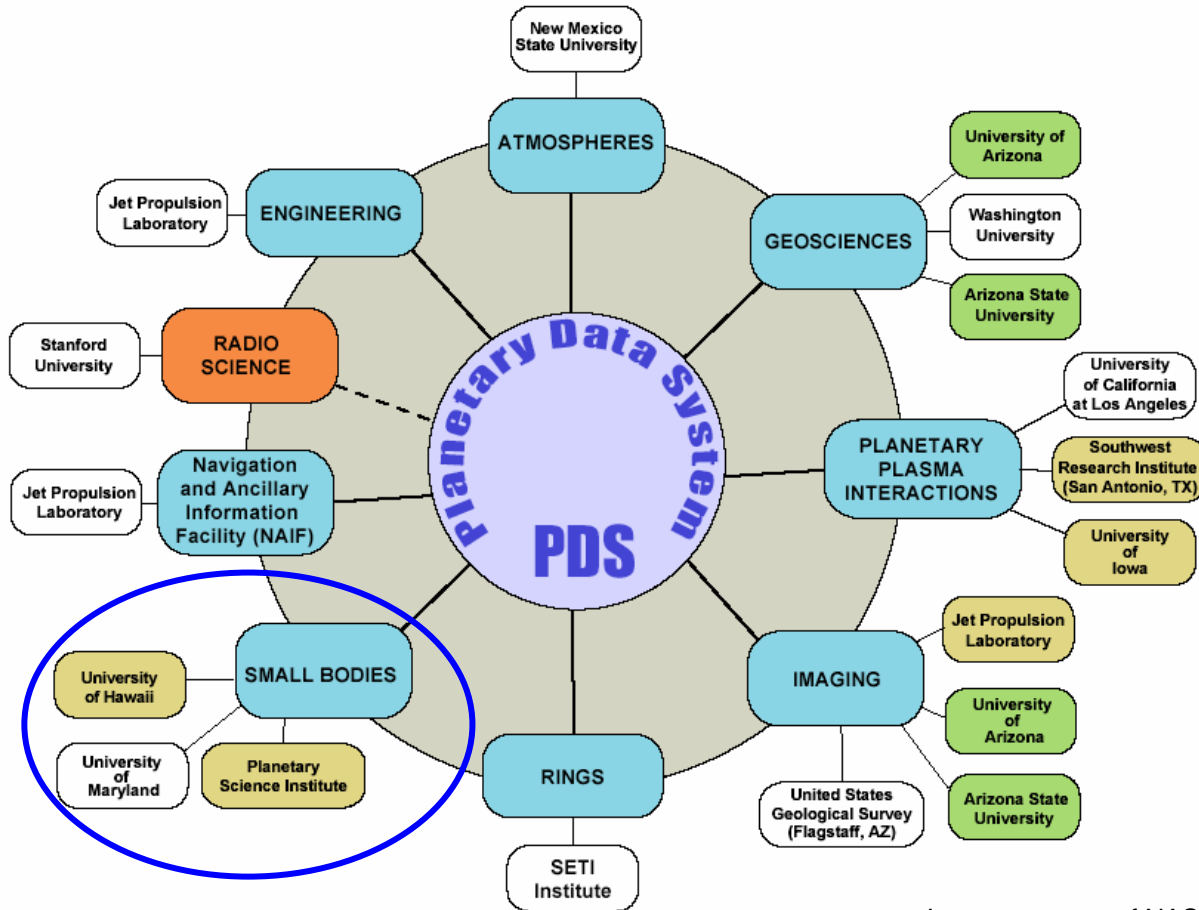 New Mexico
State University
ATMOSPHERES
University of
Arizona
Jet Propulsion
Laboratory
ENGINEERING
GEOSCIENCES
Washington
University
Arizona State
University
Stanford
University
RADIO
SCIENCE
Planetary Data System
PDS
University
of California
at Los Angeles
PLANETARY
PLASMA
INTERACTIONS
Southwest
Research Institute
(San Antonio, TX)
University
of
Iowa
Jet Propulsion
Laboratory
Navigation
and Ancillary
Information
Facility (NAIF)
University
of Hawaii
SMALL BODIES
University
of
Maryland
Planetary
Science Institute
RINGS
SETI
Institute
IMAGING
Jet Propulsion
Laboratory
University
of
Arizona
Arizona State
University
United States
Geological Survey
(Flagstaff, AZ)